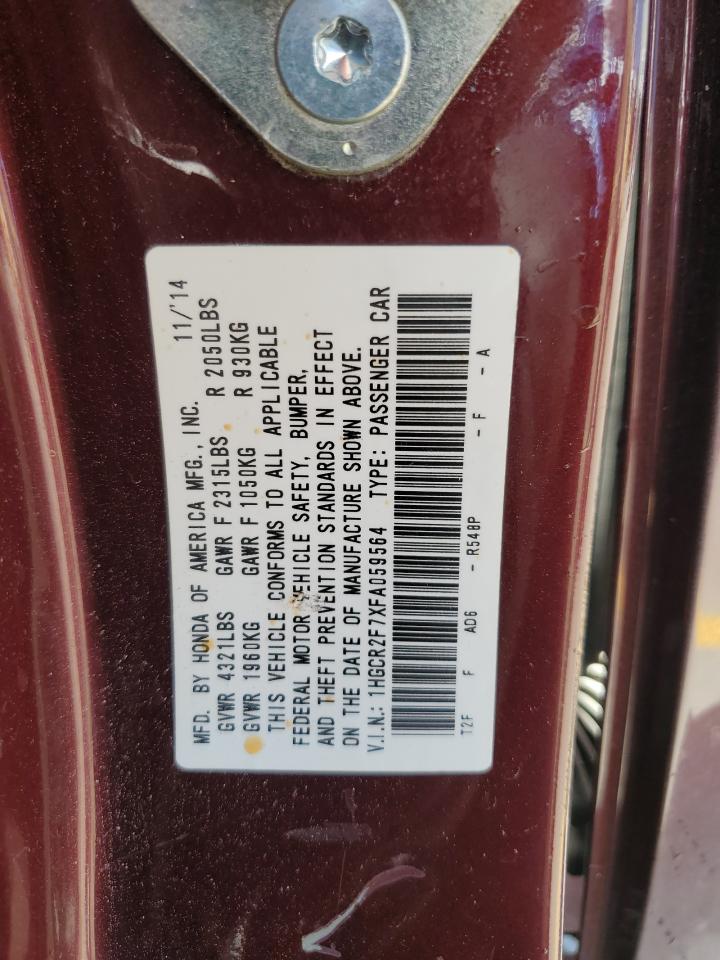 MFD. BY HONDA OF AMERICA MFG., INC. 11/'14
GVWR 4321LBS GAWR F 2315LBS R 2050LBS
GVWR 1960KG GAWR F 1050KG R 930KG
THIS VEHICLE CONFORMS TO ALL APPLICABLE
FEDERAL MOTOR VEHICLE SAFETY, BUMPER,
AND THEFT PREVENTION STANDARDS IN EFFECT
ON THE DATE OF MANUFACTURE SHOWN ABOVE.
V.I.N.: 1HGCR2F7XFA059564 TYPE: PASSENGER CAR
T2F F AD6 - R548P - F - A